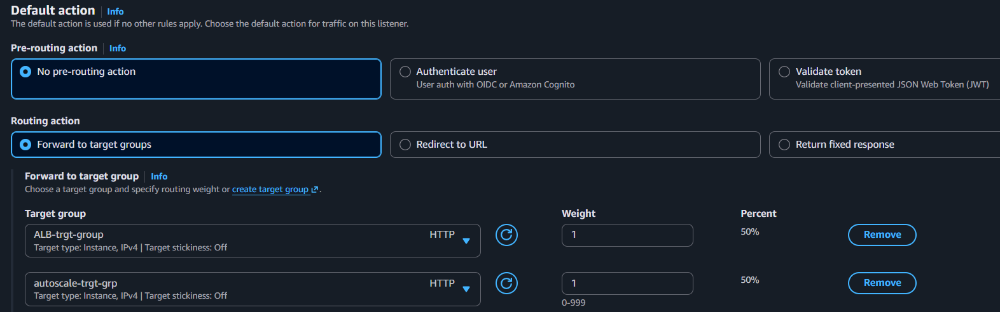 Default action Info
The default action is used if no other rules apply. Choose the default action for traffic on this listener.
Pre-routing action Info
No pre-routing action
Authenticate user
User auth with OIDC or Amazon Cognito
Validate token
Validate client-presented JSON Web Token (JWT)
Routing action
Forward to target groups
Redirect to URL
Return fixed response
Forward to target group Info
Choose a target group and specify routing weight or create target group .
Target group Weight Percent
ALB-trgt-group HTTP 1 50% Remove
Target type: Instance, IPv4 | Target stickiness: Off
autoscale-trgt-grp HTTP 1 50% Remove
Target type: Instance, IPv4 | Target stickiness: Off
0-999